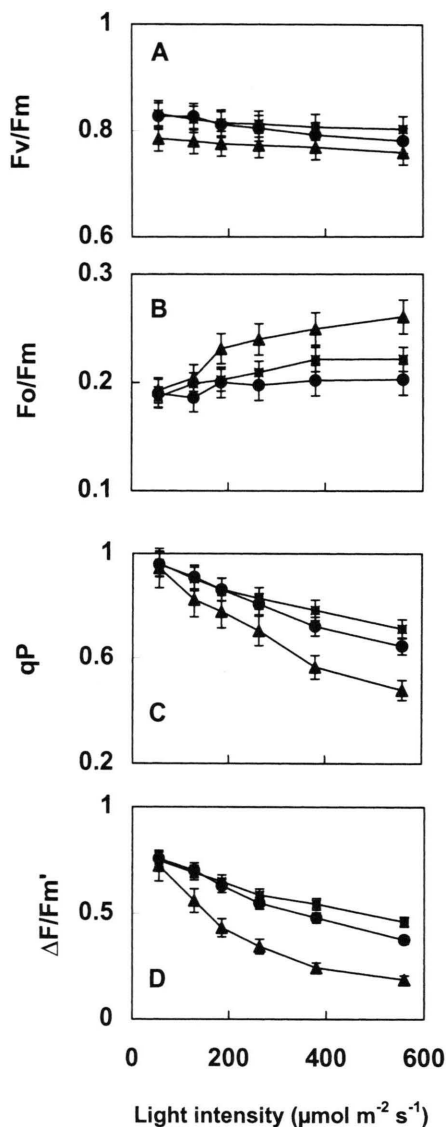 1
A
0.8
Fv/Fm
0.6
0.3
B
0.2
Fo/Fm
0.1
1
0.6
qP
C
0.2
1
0.5
ΔF/Fm'
D
0
0 200 400 600
Light intensity (µmol m⁻² s⁻¹)